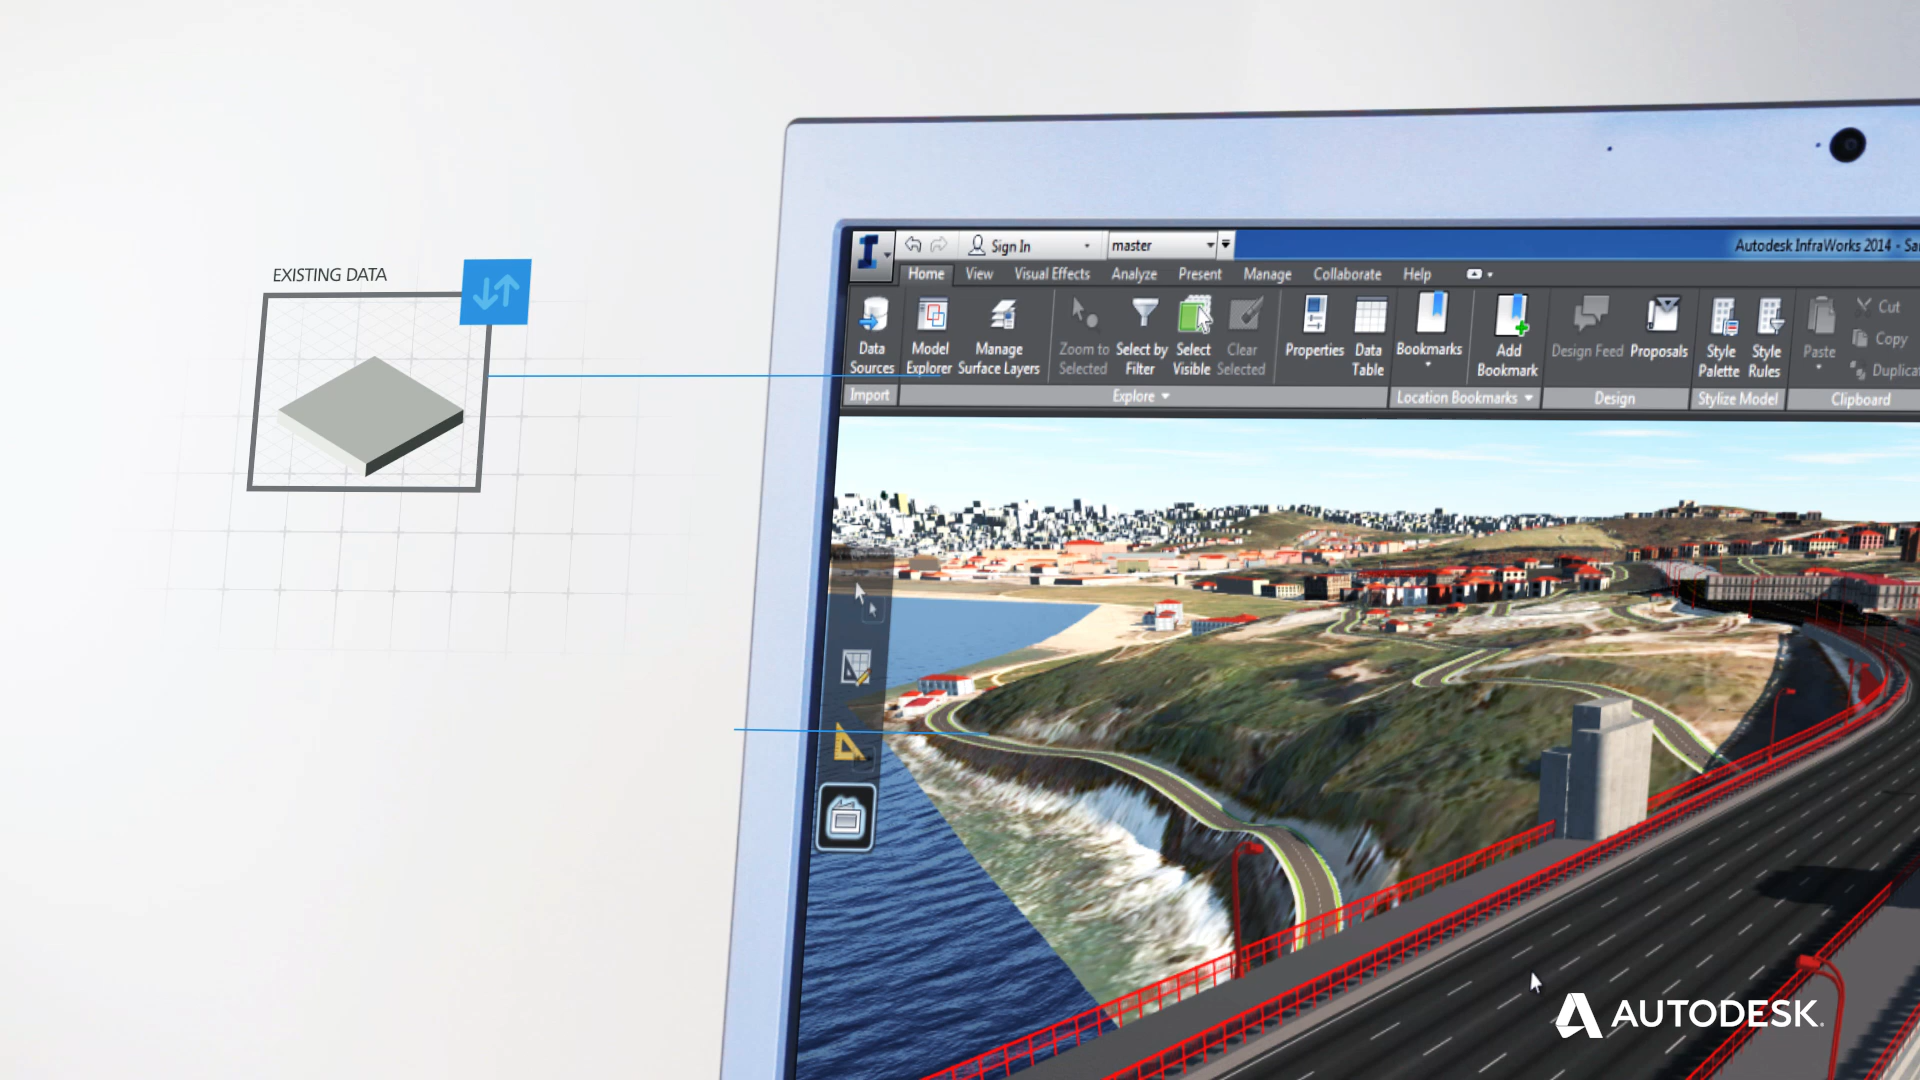 EXISTING DATA
Sign In
master
Autodesk InfraWorks 2014 - Sa
Home View Visual Effects Analyze Present Manage Collaborate Help
Data Sources
Model Explorer
Manage Surface Layers
Zoom to Selected
Select by Filter
Select Visible
Clear Selected
Properties
Data Table
Bookmarks
Add Bookmark
Design Feed
Proposals
Style Palette
Style Rules
Paste
Cut
Copy
Duplica
Import
Explore
Location Bookmarks
Design
Stylize Model
Clipboard
AUTODESK.